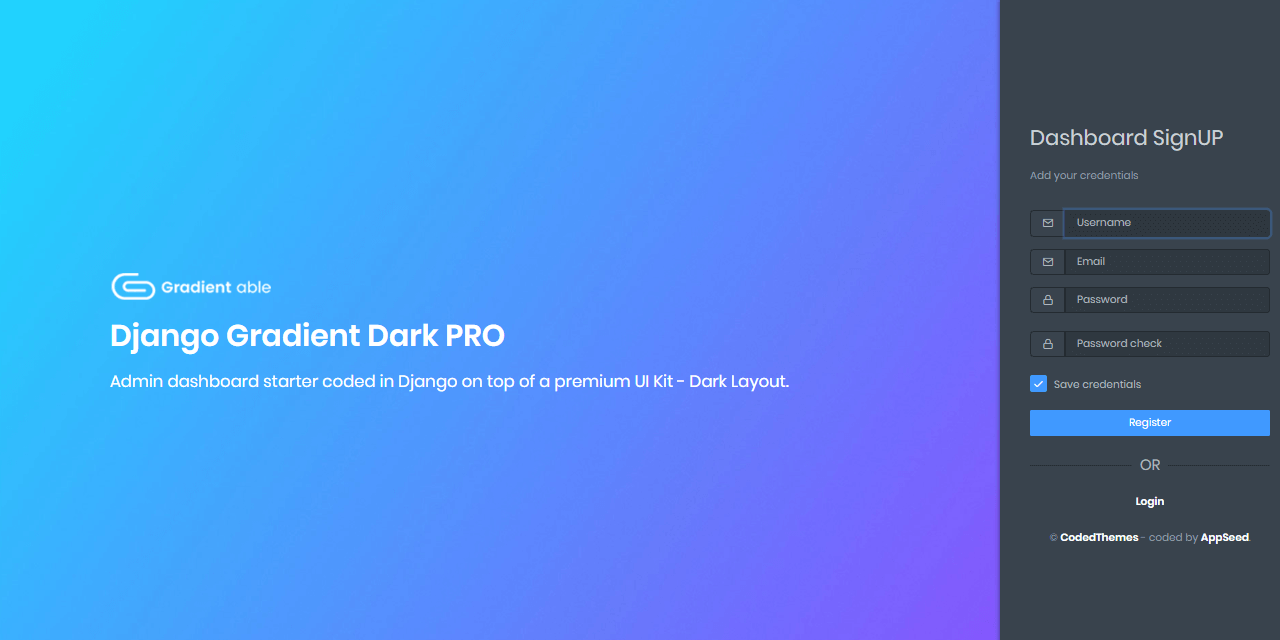 Gradient able
Django Gradient Dark PRO
Admin dashboard starter coded in Django on top of a premium UI Kit - Dark Layout.
Dashboard SignUP
Add your credentials
Username
Email
Password
Password check
Save credentials
Register
OR
Login
© CodedThemes - coded by AppSeed.